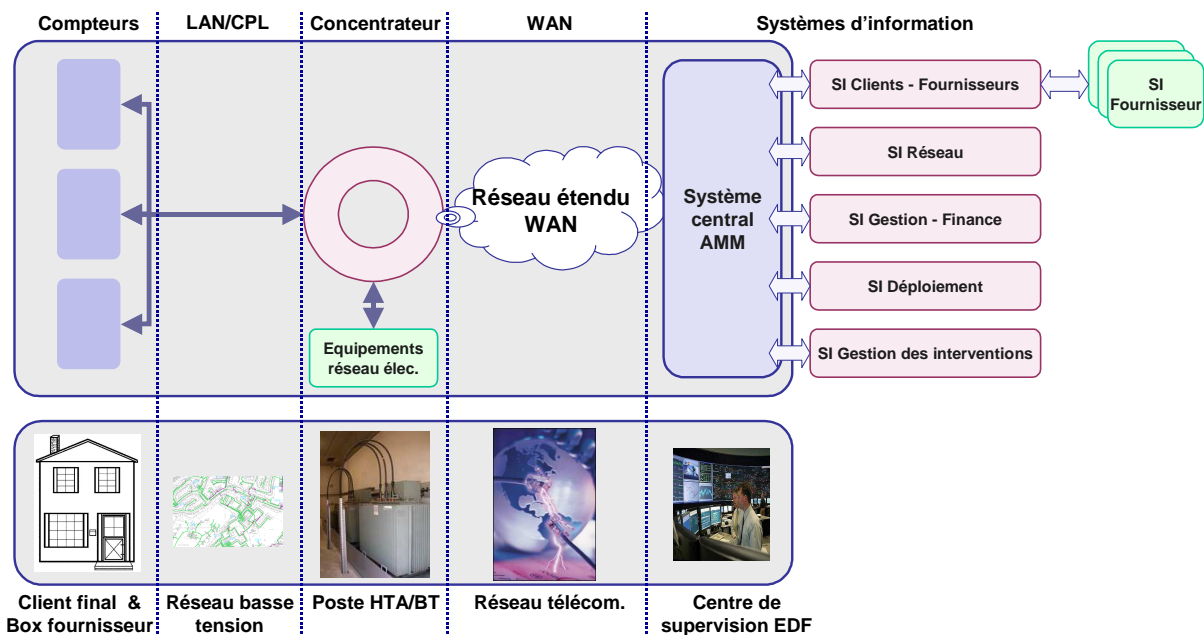 Compteurs
LAN/CPL
Concentrateur
WAN
Systèmes d'information
SI Clients - Fournisseurs
SI
Fournisseur
SI Réseau
Réseau étendu
WAN
Système
central
AMM
SI Gestion - Finance
SI Déploiement
Equipements
réseau élec.
SI Gestion des interventions
Client final &
Box fournisseur
Réseau basse
tension
Poste HTA/BT
Réseau télécom.
Centre de
supervision EDF